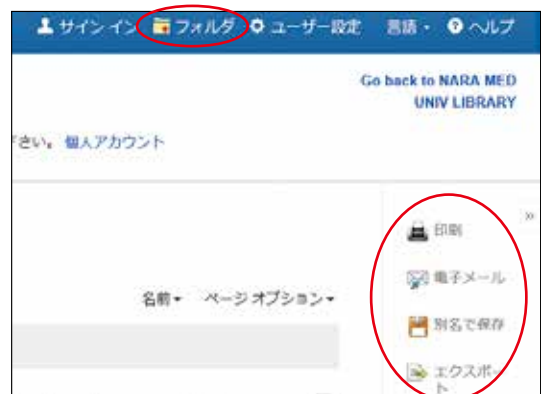 サインイン フォルダ ユーザー設定 言語 ヘルプ
Go back to NARA MED
UNIV LIBRARY
さい。 個人アカウント
»
印刷
電子メール
名前 ページ オプション
別名で保存
エクスポー
ト